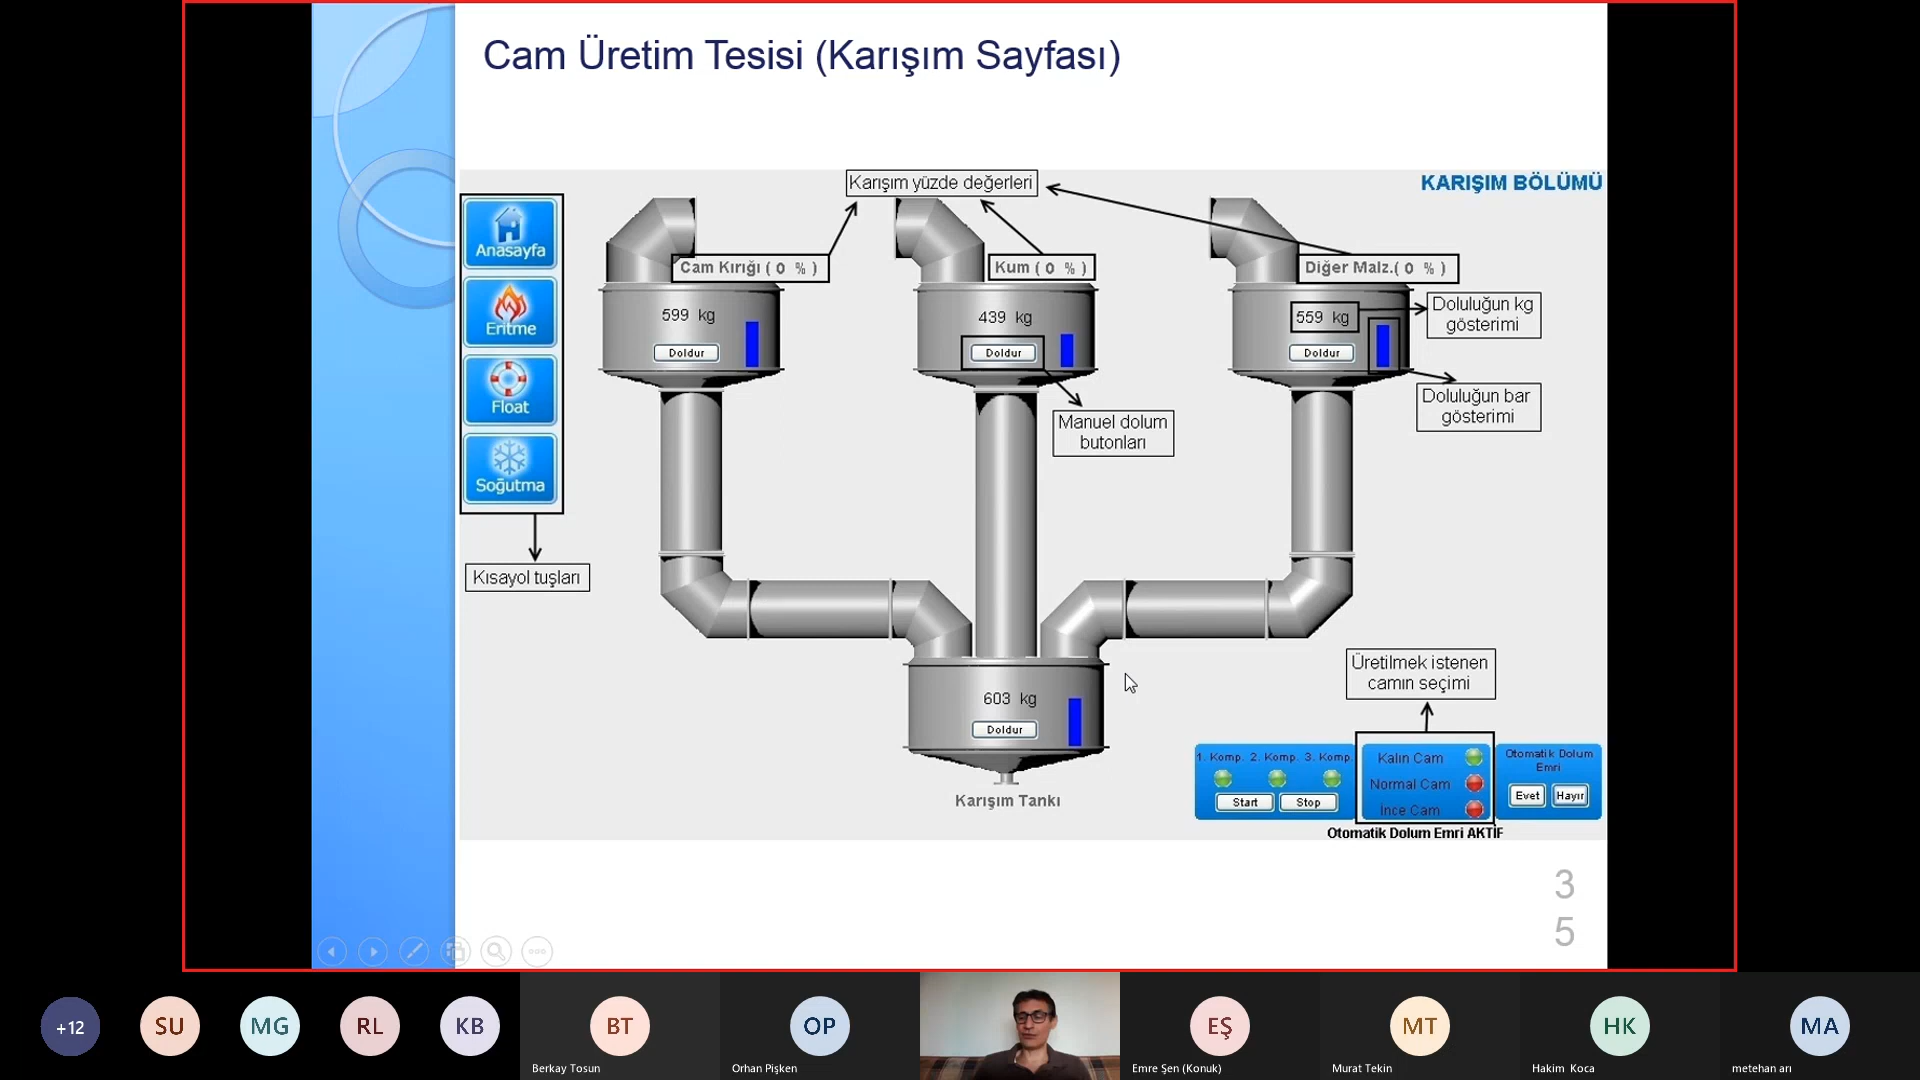 Cam Üretim Tesisi (Karışım Sayfası)
Karışım yüzde değerleri
KARIŞIM BÖLÜMÜ
Anasayfa
Eritme
Float
Soğutma
Kısayol tuşları
Cam Kırığı ( 0 % )
Kum ( 0 % )
Diğer Malz.( 0 % )
599 kg
Doldur
439 kg
Doldur
559 kg
Doldur
Doluluğun kg
gösterimi
Doluluğun bar
gösterimi
Manuel dolum
butonları
603 kg
Doldur
Karışım Tankı
Üretilmek istenen
camın seçimi
1. Komp. 2. Komp. 3. Komp.
Start
Stop
Kalın Cam
Normal Cam
İnce Cam
Otomatik Dolum
Emri
Evet
Hayır
Otomatik Dolum Emri AKTİF
3
5
+12
SU
MG
RL
KB
BT
Berkay Tosun
OP
Orhan Pişken
EŞ
Emre Şen (Konuk)
MT
Murat Tekin
HK
Hakim Koca
MA
metehan arı